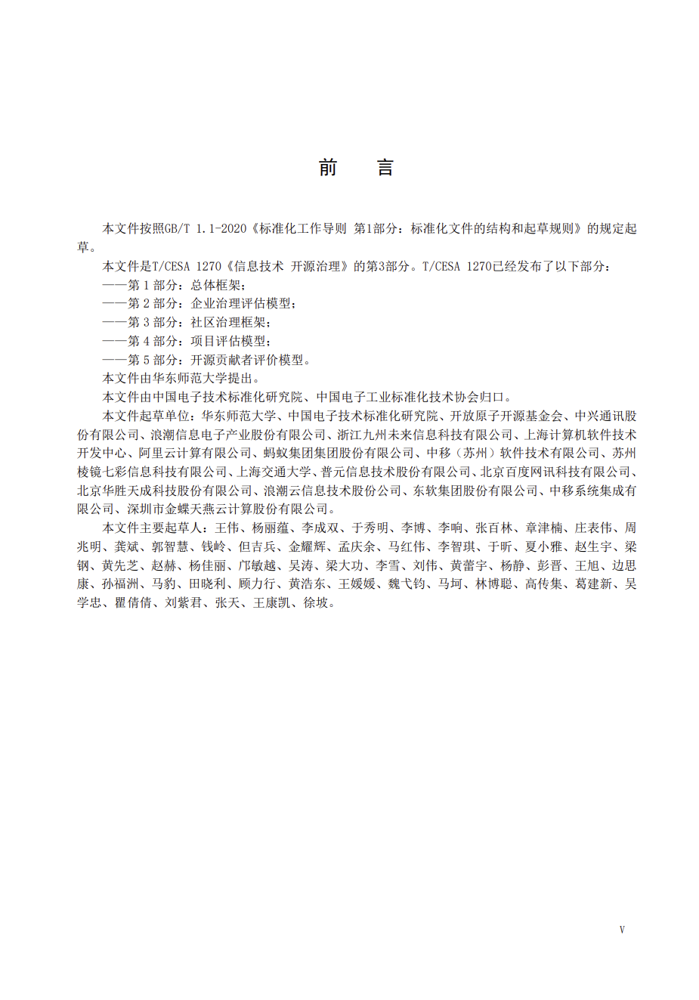 前 言
本文件按照GB/T 1.1-2020《标准化工作导则 第1部分：标准化文件的结构和起草规则》的规定起
草。
本文件是T/CESA 1270《信息技术 开源治理》的第3部分。T/CESA 1270已经发布了以下部分：
——第 1 部分：总体框架；
——第 2 部分：企业治理评估模型；
——第 3 部分：社区治理框架；
——第 4 部分：项目评估模型；
——第 5 部分：开源贡献者评价模型。
本文件由华东师范大学提出。
本文件由中国电子技术标准化研究院、中国电子工业标准化技术协会归口。
本文件起草单位：华东师范大学、中国电子技术标准化研究院、开放原子开源基金会、中兴通讯股
份有限公司、浪潮信息电子产业股份有限公司、浙江九州未来信息科技有限公司、上海计算机软件技术
开发中心、阿里云计算有限公司、蚂蚁集团集团股份有限公司、中移（苏州）软件技术有限公司、苏州
棱镜七彩信息科技有限公司、上海交通大学、普元信息技术股份有限公司、北京百度网讯科技有限公司、
北京华胜天成科技股份有限公司、浪潮云信息技术股份公司、东软集团股份有限公司、中移系统集成有
限公司、深圳市金蝶天燕云计算股份有限公司。
本文件主要起草人：王伟、杨丽蕴、李成双、于秀明、李博、李响、张百林、章津楠、庄表伟、周
兆明、龚斌、郭智慧、钱岭、但吉兵、金耀辉、孟庆余、马红伟、李智琪、于昕、夏小雅、赵生宇、梁
钢、黄先芝、赵赫、杨佳丽、邝敏越、吴涛、梁大功、李雪、刘伟、黄蕾宇、杨静、彭晋、王旭、边思
康、孙福洲、马豹、田晓利、顾力行、黄浩东、王媛媛、魏弋钧、马坷、林博聪、高传集、葛建新、吴
学忠、瞿倩倩、刘紫君、张天、王康凯、徐坡。
V